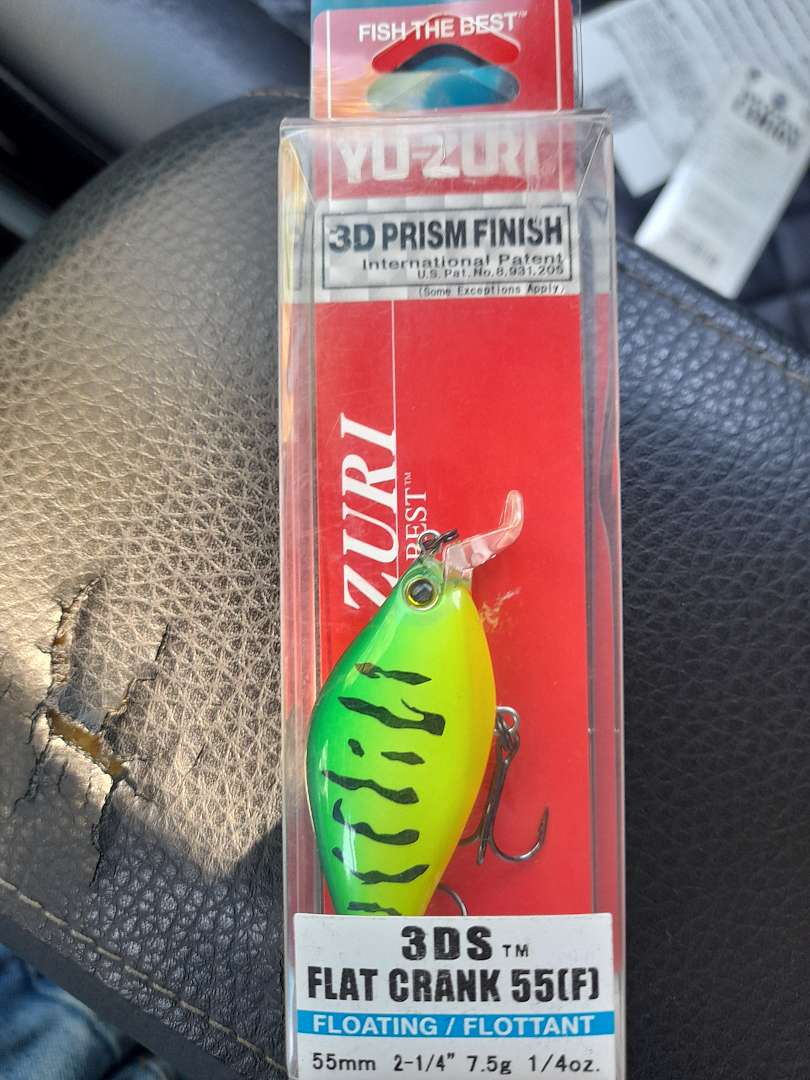 FISH THE BEST™
YO-ZURI
3D PRISM FINISH
International Patent
U.S. Pat. No. 8,931,205
(Some Exceptions Apply)
ZURI
BEST™
3DS™
FLAT CRANK 55(F)
FLOATING / FLOTTANT
55mm 2-1/4" 7.5g 1/4oz.